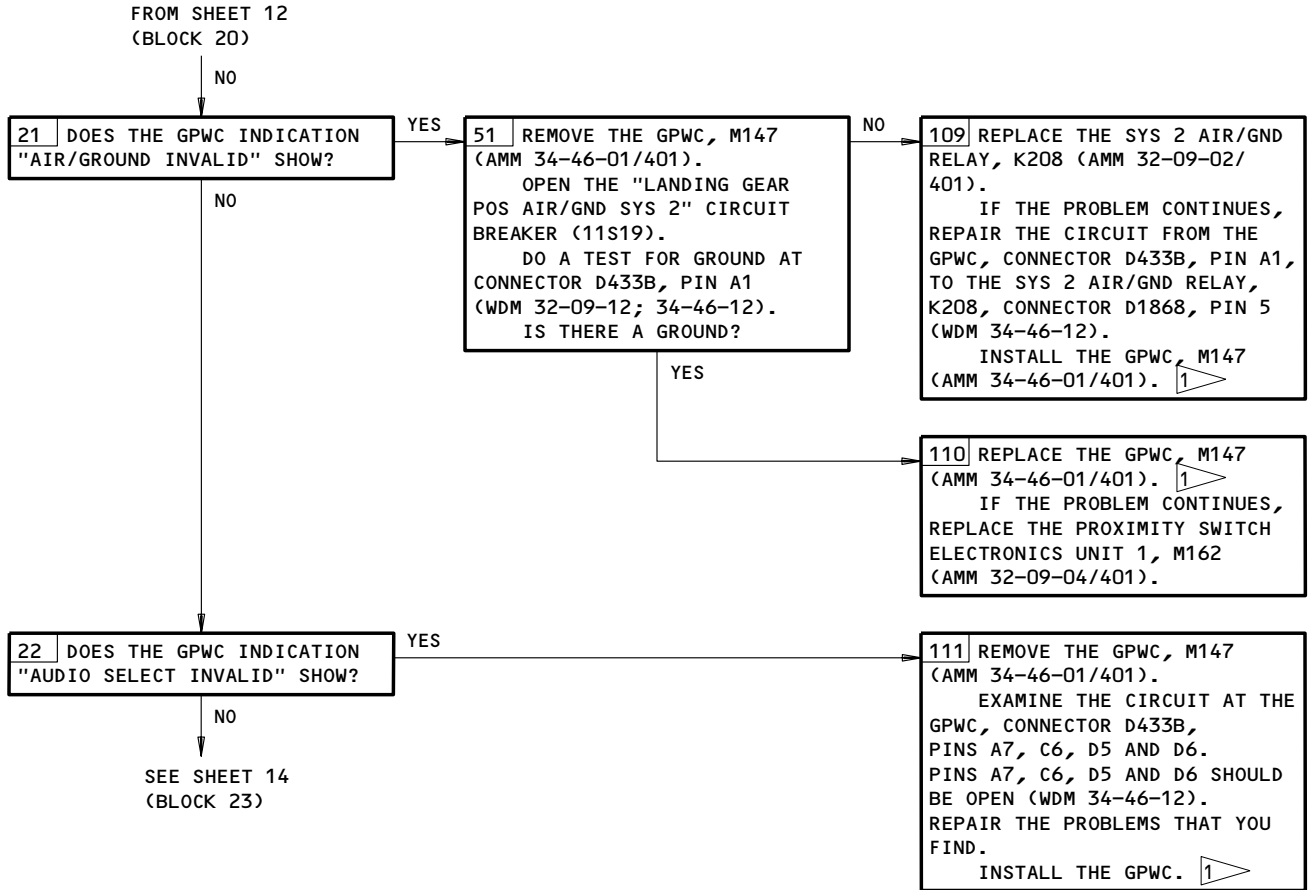 FROM SHEET 12
(BLOCK 20)
NO
21 DOES THE GPWC INDICATION
"AIR/GROUND INVALID" SHOW?
YES
NO
51 REMOVE THE GPWC, M147
(AMM 34-46-01/401).
OPEN THE "LANDING GEAR
POS AIR/GND SYS 2" CIRCUIT
BREAKER (11S19).
DO A TEST FOR GROUND AT
CONNECTOR D433B, PIN A1
(WDM 32-09-12; 34-46-12).
IS THERE A GROUND?
NO
YES
109 REPLACE THE SYS 2 AIR/GND
RELAY, K208 (AMM 32-09-02/
401).
IF THE PROBLEM CONTINUES,
REPAIR THE CIRCUIT FROM THE
GPWC, CONNECTOR D433B, PIN A1,
TO THE SYS 2 AIR/GND RELAY,
K208, CONNECTOR D1868, PIN 5
(WDM 34-46-12).
INSTALL THE GPWC, M147
(AMM 34-46-01/401). 1
110 REPLACE THE GPWC, M147
(AMM 34-46-01/401). 1
IF THE PROBLEM CONTINUES,
REPLACE THE PROXIMITY SWITCH
ELECTRONICS UNIT 1, M162
(AMM 32-09-04/401).
22 DOES THE GPWC INDICATION
"AUDIO SELECT INVALID" SHOW?
YES
NO
SEE SHEET 14
(BLOCK 23)
111 REMOVE THE GPWC, M147
(AMM 34-46-01/401).
EXAMINE THE CIRCUIT AT THE
GPWC, CONNECTOR D433B,
PINS A7, C6, D5 AND D6.
PINS A7, C6, D5 AND D6 SHOULD
BE OPEN (WDM 34-46-12).
REPAIR THE PROBLEMS THAT YOU
FIND.
INSTALL THE GPWC. 1